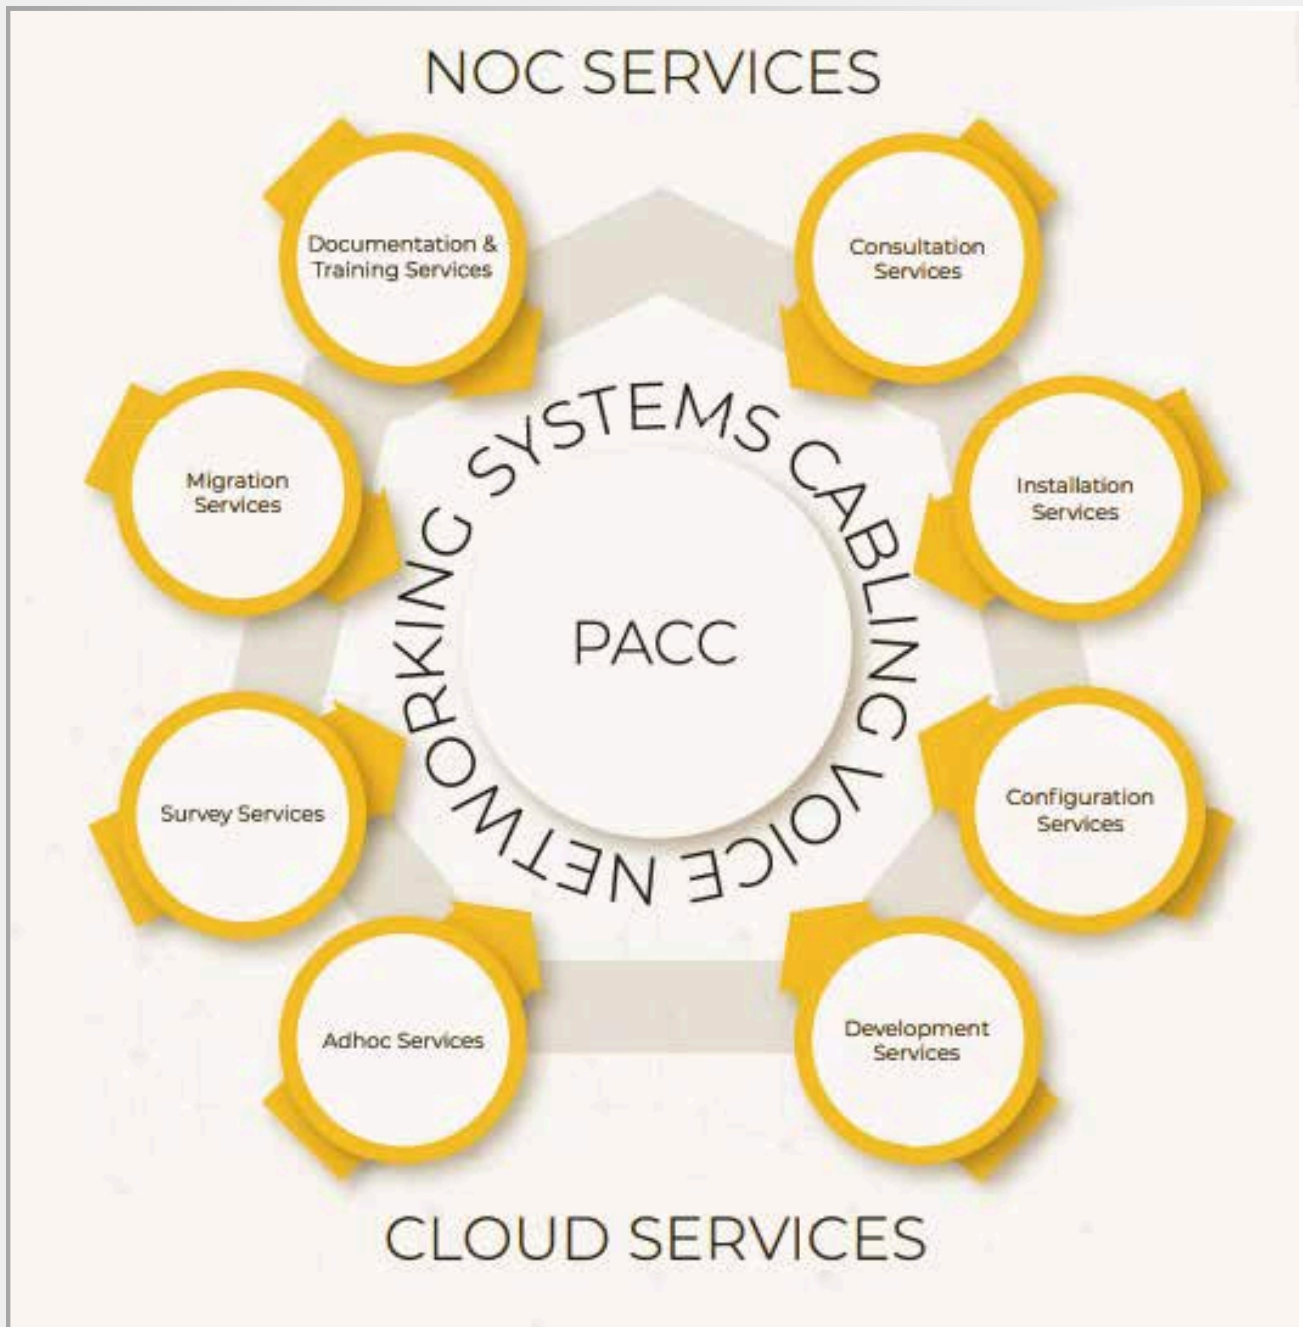 NOC SERVICES
Documentation &
Training Services
Consultation
Services
Migration
Services
Installation
Services
SYSTEMS CABLING VOICE NETWORKING
PACC
Survey Services
Configuration
Services
Adhoc Services
Development
Services
CLOUD SERVICES